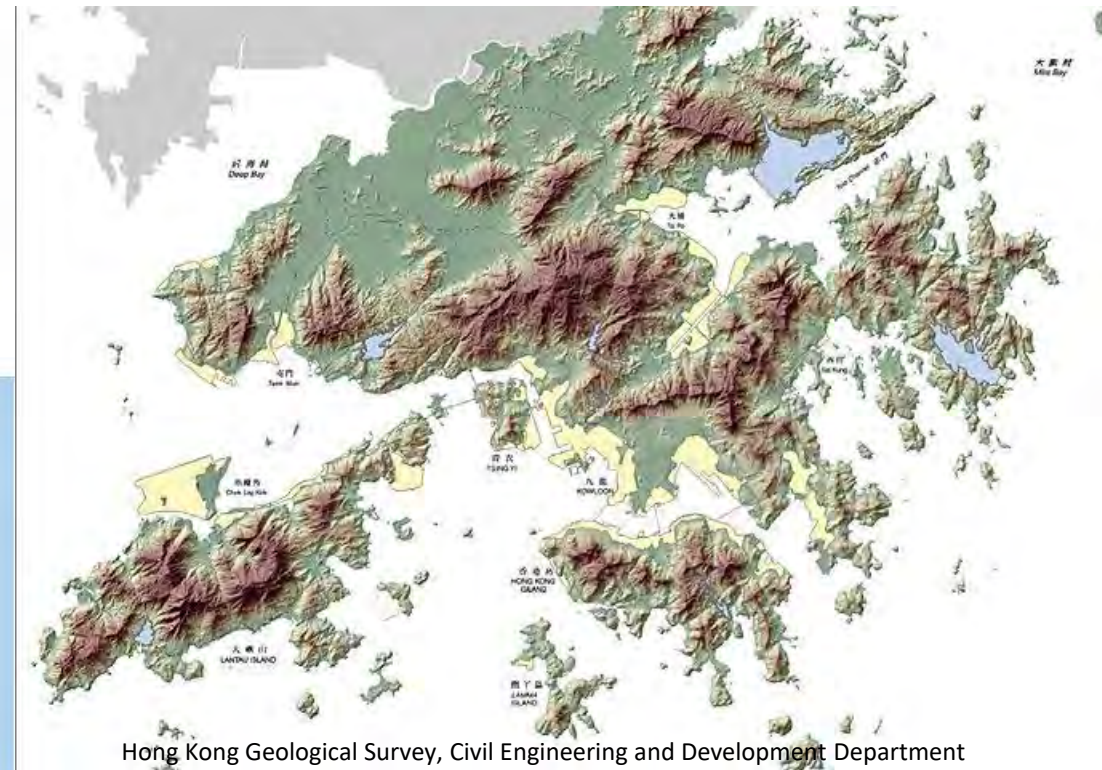 大鵬灣
Mirs Bay
后海灣
Deep Bay
Tolo Channel
大埔
Tai Po
屯門
Tuen Mun
西貢
Sai Kung
青衣
TSING YI
九龍
KOWLOON
赤鱲角
Chek Lap Kok
香港島
HONG KONG
ISLAND
大嶼山
LANTAU ISLAND
南丫島
LAMMA
ISLAND
Hong Kong Geological Survey, Civil Engineering and Development Department